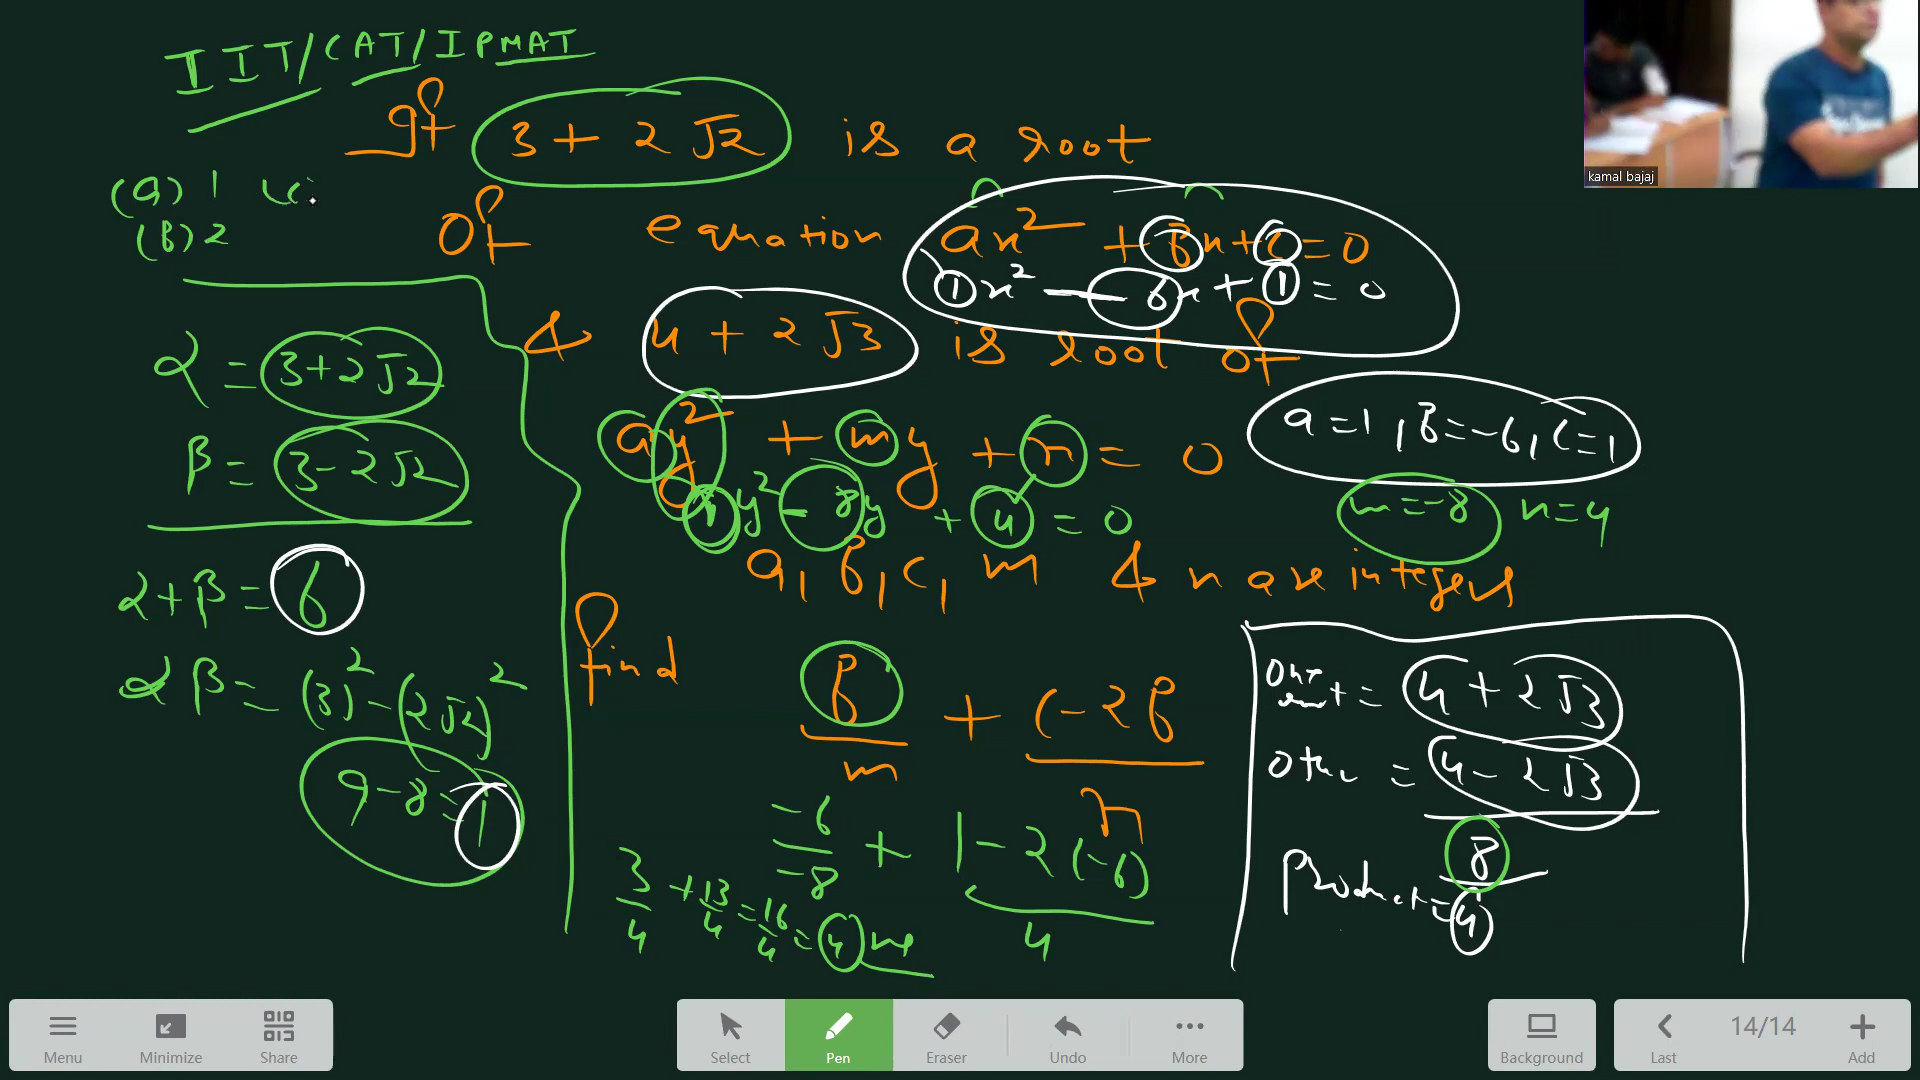 IIT/CAT/IPMAT
If 3 + 2√2 is a root
(a) 1 (c
(b) 2
of equation ax² + bx + c = 0
1x² - 6x + 1 = 0
& 4 + 2√3 is root of
α = 3+2√2
β = 3-2√2
ay² + my + n = 0
a=1, b=-6, c=1
1y² - 8y + 4 = 0
m=-8 n=4
a, b, c, m & n are integers
α+β = 6
αβ = (3)² - (2√2)²
9-8=1
find b/m + (c-2b)/n
-6/-8 + (1-2(-6))/4
3/4 + 13/4 = 16/4 = 4
= 4 + 2√3
Other = 4 - 2√3
8
Product = 4
kamal bajaj
Menu Minimize Share Select Pen Eraser Undo More Background Last 14/14 Add